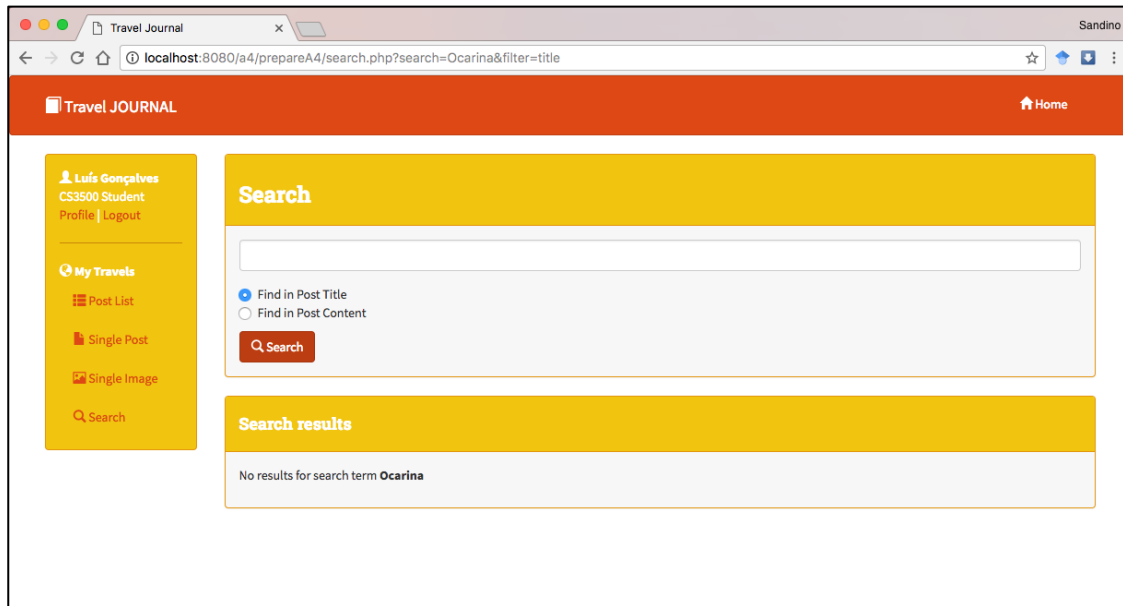 Travel Journal
Sandino
localhost:8080/a4/prepareA4/search.php?search=Ocarina&filter=title
Travel JOURNAL
Home
Luís Gonçalves
CS3500 Student
Profile | Logout
My Travels
Post List
Single Post
Single Image
Search
Search
Find in Post Title
Find in Post Content
Search
Search results
No results for search term Ocarina